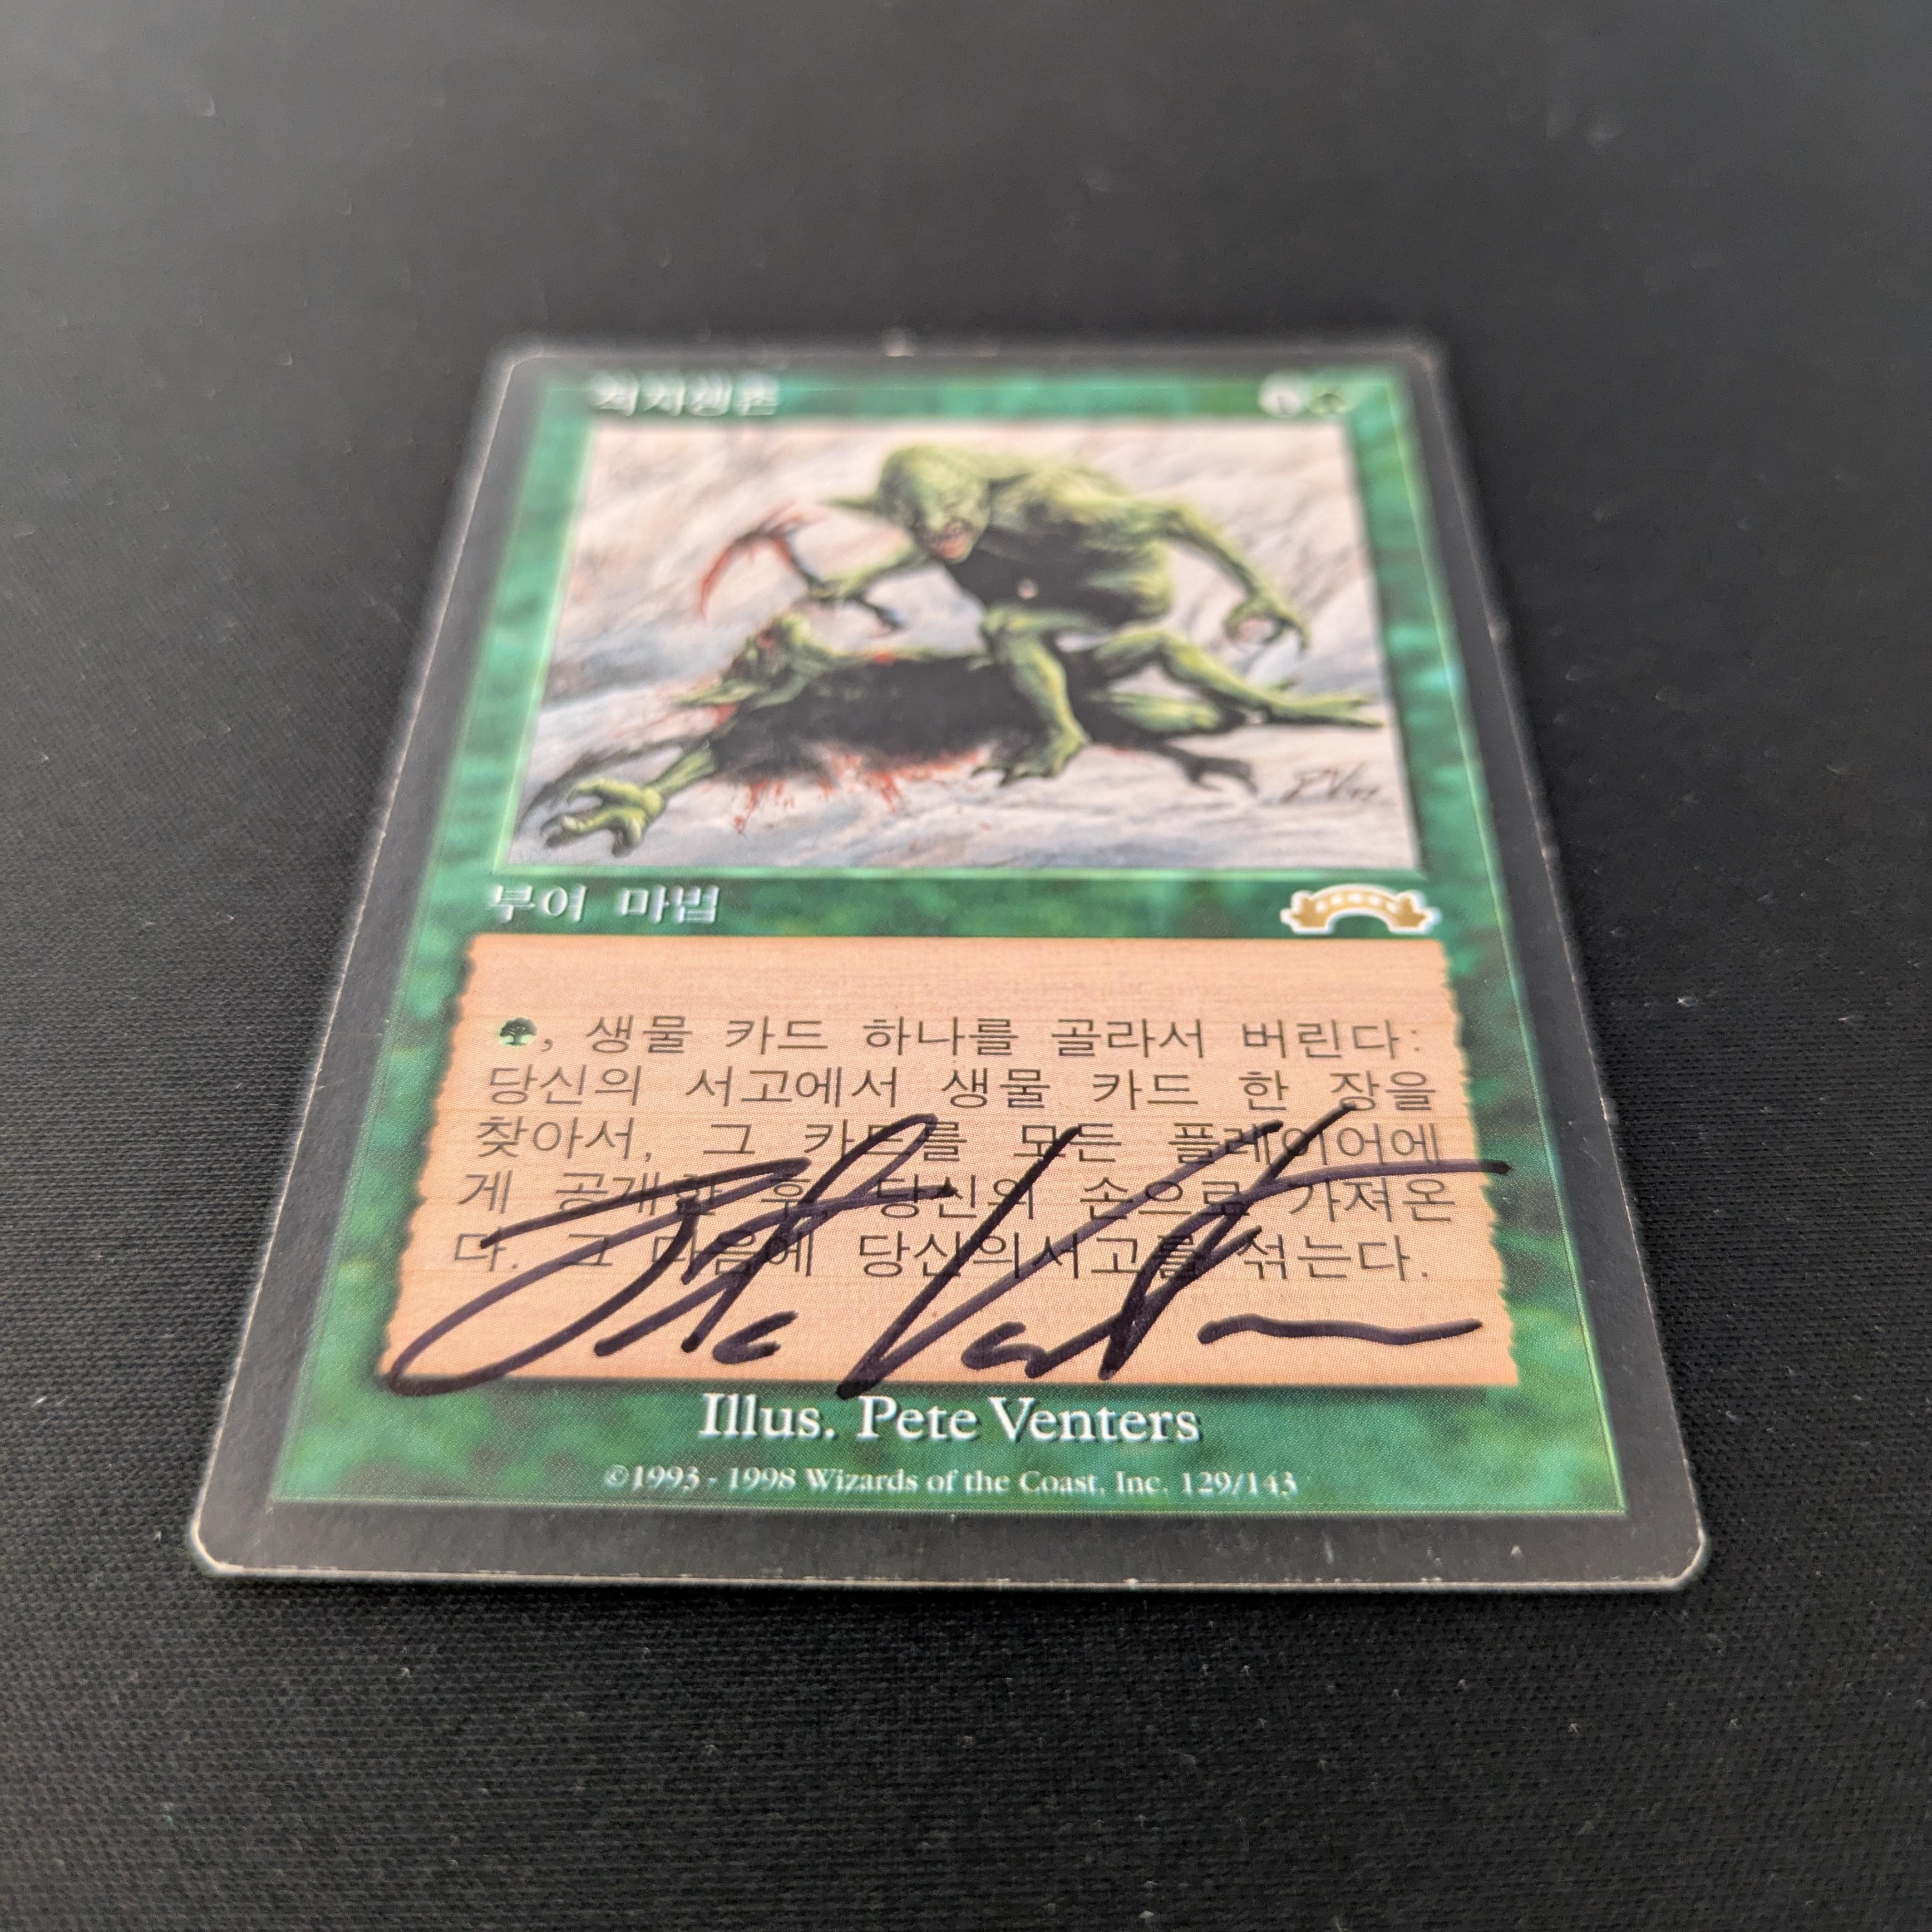 부여 마법
, 생물 카드 하나를 골라서 버린다:
당신의 서고에서 생물 카드 한 장을
찾아서, 그 카드를 모든 플레이어에
게 공개한 후, 당신의 손으로 가져온
다. 그 다음에 당신의서고를 섞는다.
Pete Venters
Illus. Pete Venters
©1993 - 1998 Wizards of the Coast, Inc. 129/143